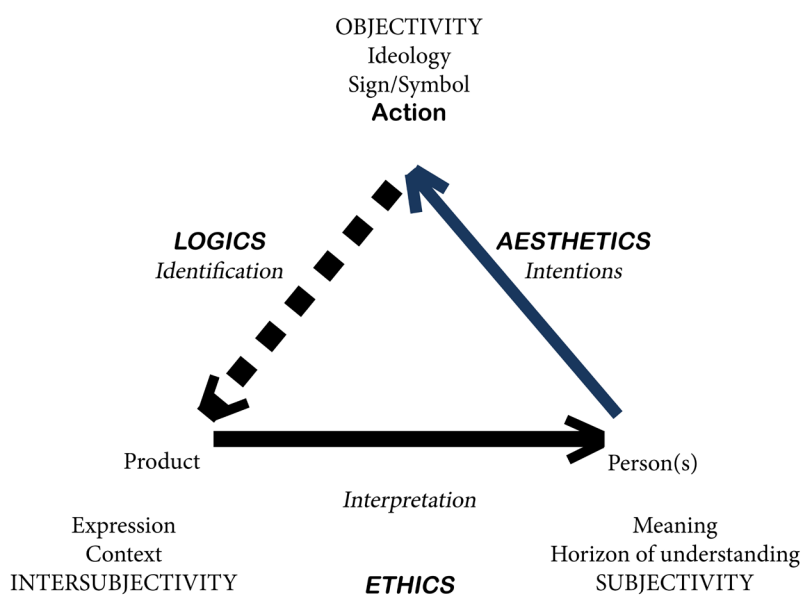 OBJECTIVITY
Ideology
Sign/Symbol
Action
LOGICS
Identification
AESTHETICS
Intentions
Product
Person(s)
Interpretation
Expression
Context
INTERSUBJECTIVITY
Meaning
Horizon of understanding
SUBJECTIVITY
ETHICS